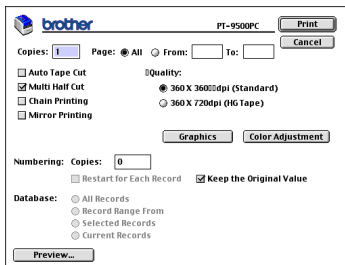 brother PT-9500PC Print
Cancel
Copies: 1 Page: All From: To:
Auto Tape Cut
Multi Half Cut
Chain Printing
Mirror Printing
Quality:
360 X 360 dpi (Standard)
360 X 720dpi (HG Tape)
Graphics Color Adjustment
Numbering: Copies: 0
Restart for Each Record Keep the Original Value
Database: All Records
Record Range From
Selected Records
Current Records
Preview...